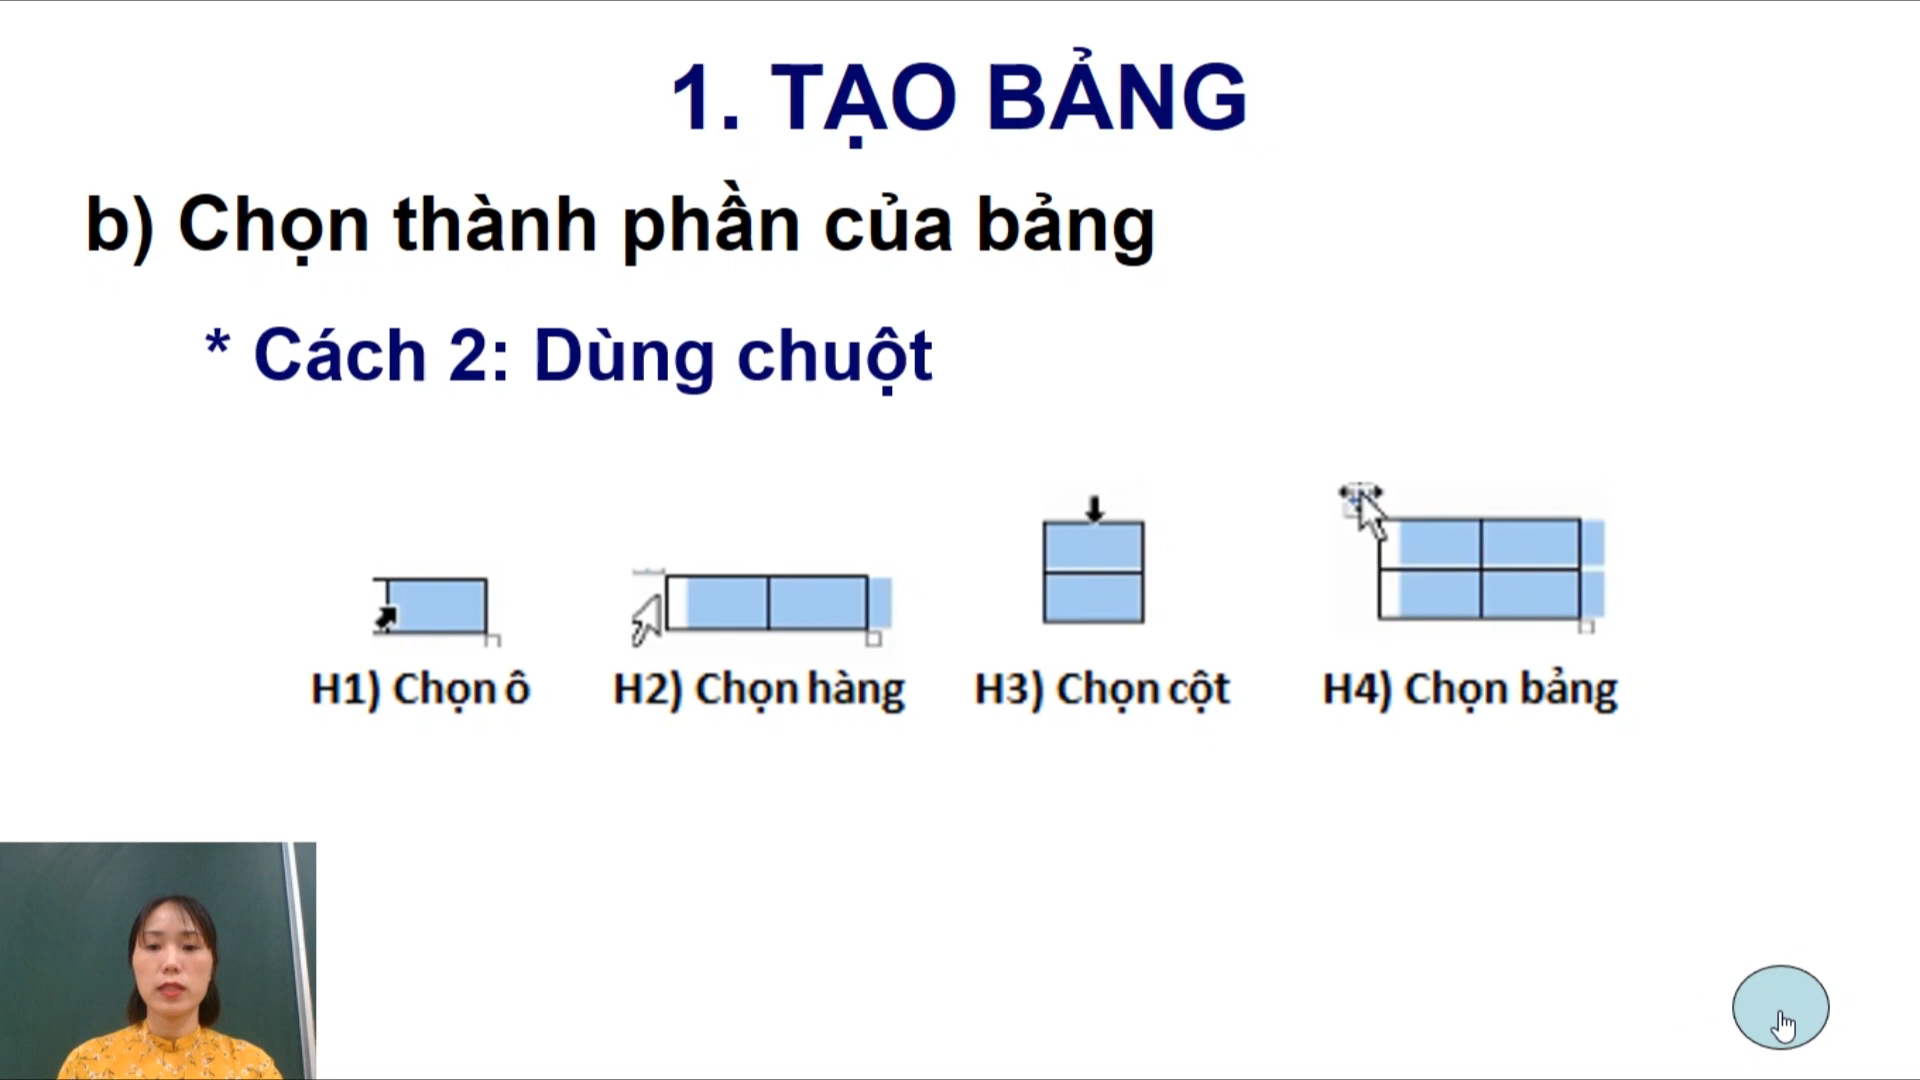 1. TẠO BẢNG
b) Chọn thành phần của bảng
* Cách 2: Dùng chuột
H1) Chọn ô
H2) Chọn hàng
H3) Chọn cột
H4) Chọn bảng